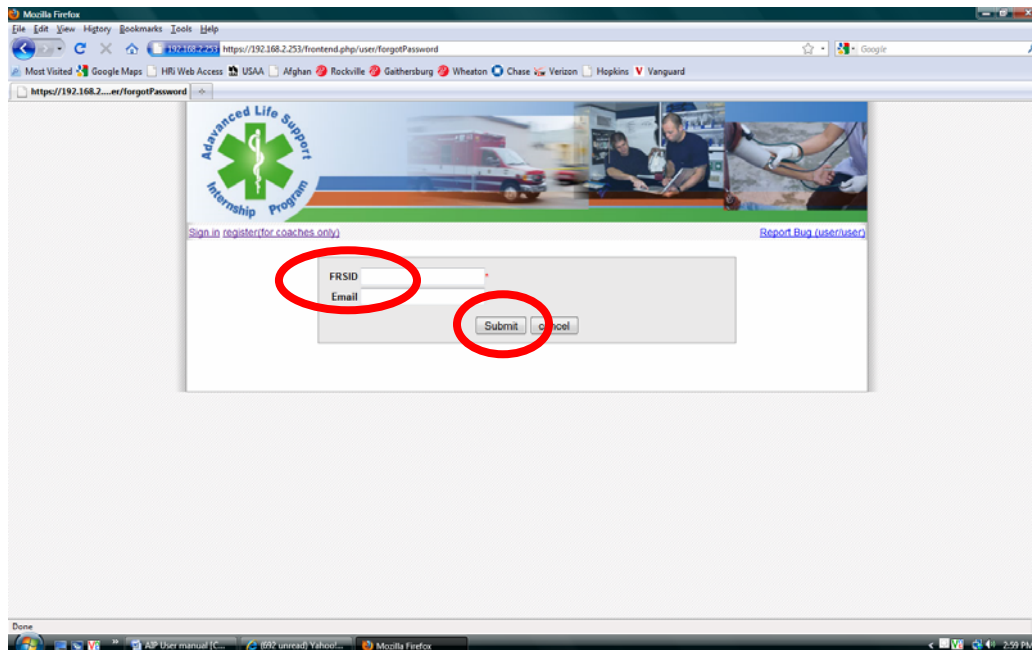 Mozilla Firefox
File Edit View History Bookmarks Tools Help
192.168.2.253 https://192.168.2.253/frontend.php/user/forgotPassword
Google
Most Visited Google Maps HRi Web Access USAA Afghan Rockville Gaithersburg Wheaton Chase Verizon Hopkins Vanguard
https://192.168.2....er/forgotPassword
Adavanced Life Support
Internship Program
Sign in register(for coaches only) Report Bug (user/user)
FRSID *
Email
Submit cancel
Done
AIP User manual [C... (692 unread) Yahoo!... Mozilla Firefox 2:59 PM